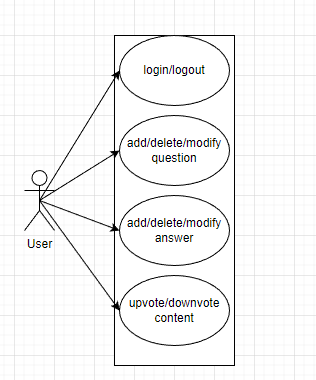 login/logout
add/delete/modify
question
User
add/delete/modify
answer
upvote/downvote
content